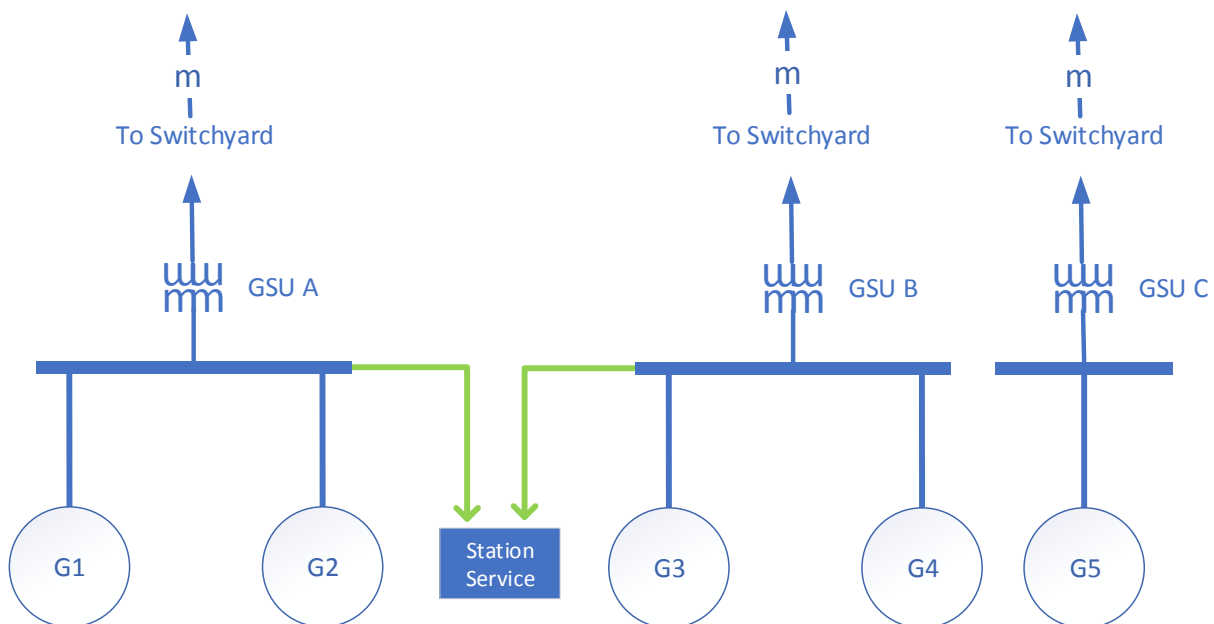 m
m
m
To Switchyard
To Switchyard
To Switchyard
GSU A
GSU B
GSU C
G1
G2
Station
Service
G3
G4
G5